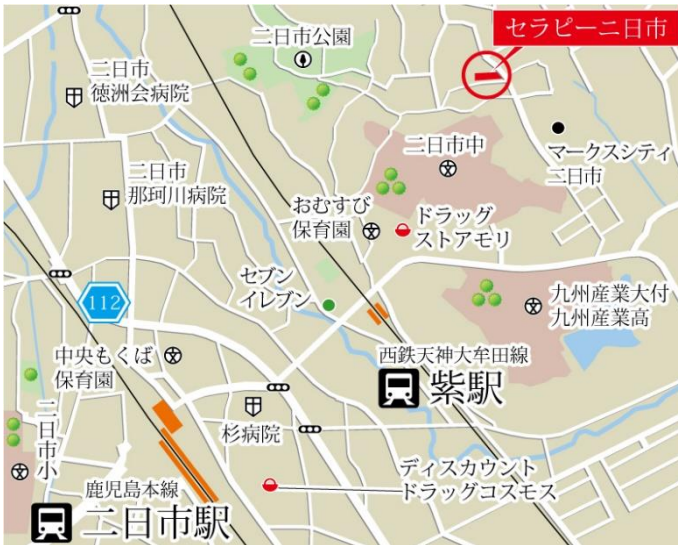 セラピー二日市
二日市公園
二日市
徳洲会病院
二日市中
マークスシティ
二日市
二日市
那珂川病院
おむすび
保育園
ドラッグ
ストアモリ
セブン
イレブン
九州産業大付
九州産業高
112
西鉄天神大牟田線
紫駅
中央もくば
保育園
杉病院
二日市小
ディスカウント
ドラッグコスモス
鹿児島本線
二日市駅